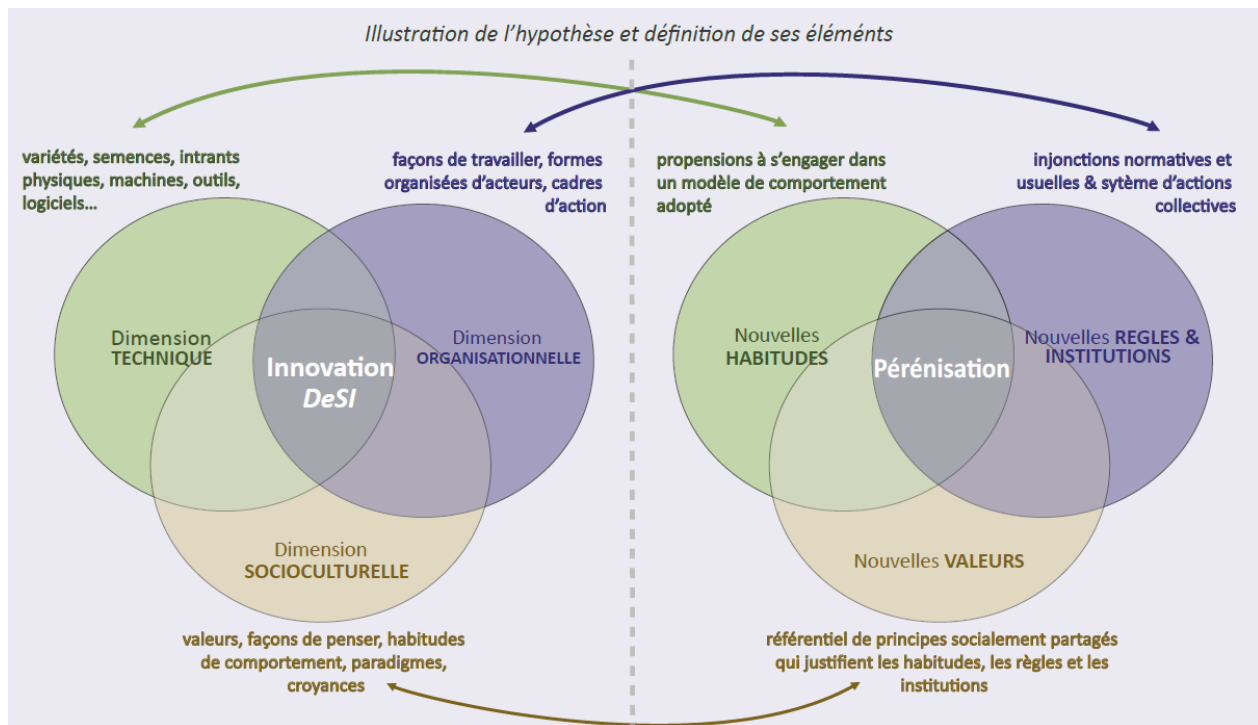 Illustration de l'hypothèse et définition de ses éléménts
variétés, semences, intrants
physiques, machines, outils,
logiciels...
façons de travailler, formes
organisées d'acteurs, cadres
d'action
propensions à s'engager dans
un modèle de comportement
adopté
injonctions normatives et
usuelles & sytème d'actions
collectives
Dimension
TECHNIQUE
Innovation
DeSI
Dimension
ORGANISATIONNELLE
Nouvelles
HABITUDES
Pérénisation
Nouvelles REGLES &
INSTITUTIONS
Dimension
SOCIOCULTURELLE
Nouvelles VALEURS
valeurs, façons de penser, habitudes
de comportement, paradigmes,
croyances
référentiel de principes socialement partagés
qui justifient les habitudes, les règles et les
institutions